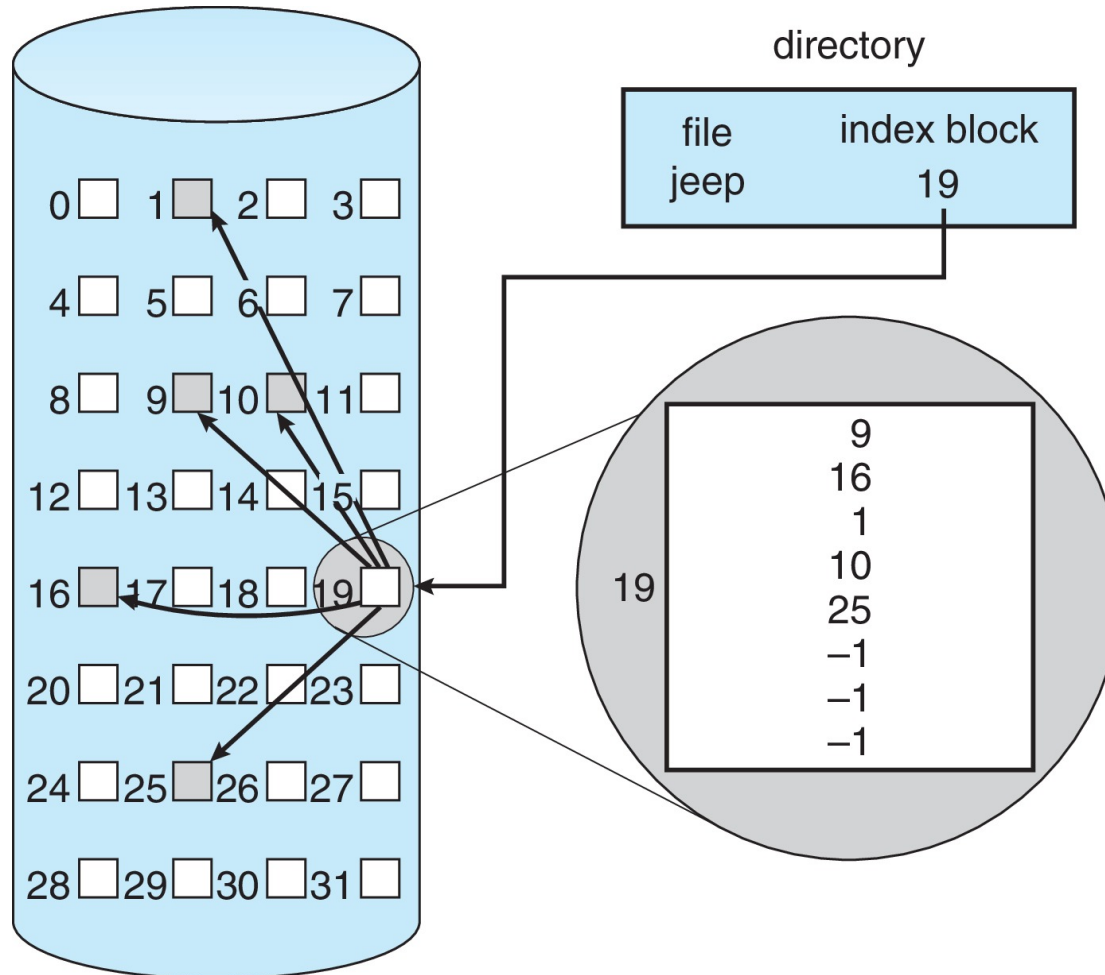 directory
file index block
jeep 19
0 1 2 3
4 5 6 7
8 9 10 11
12 13 14 15
16 17 18 19
20 21 22 23
24 25 26 27
28 29 30 31
19
9
16
1
10
25
–1
–1
–1